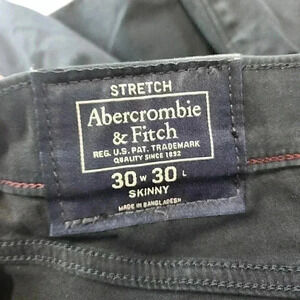 STRETCH
Abercrombie
& Fitch
REG. U.S. PAT. TRADEMARK
QUALITY SINCE 1892
30 W 30 L
SKINNY
MADE IN BANGLADESH